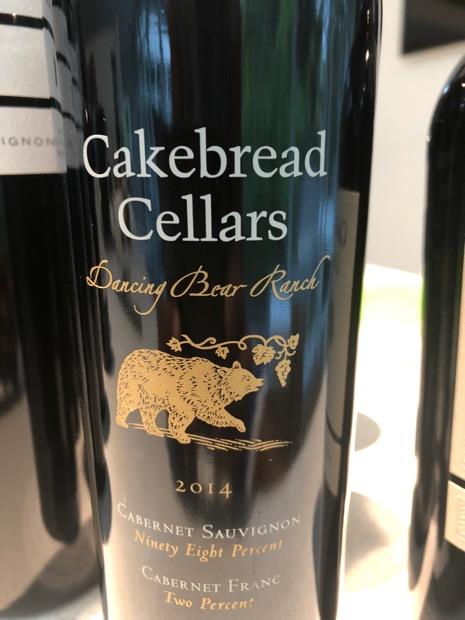 Cakebread
Cellars
Dancing Bear Ranch
2014
CABERNET SAUVIGNON
Ninety Eight Percent
CABERNET FRANC
Two Percent